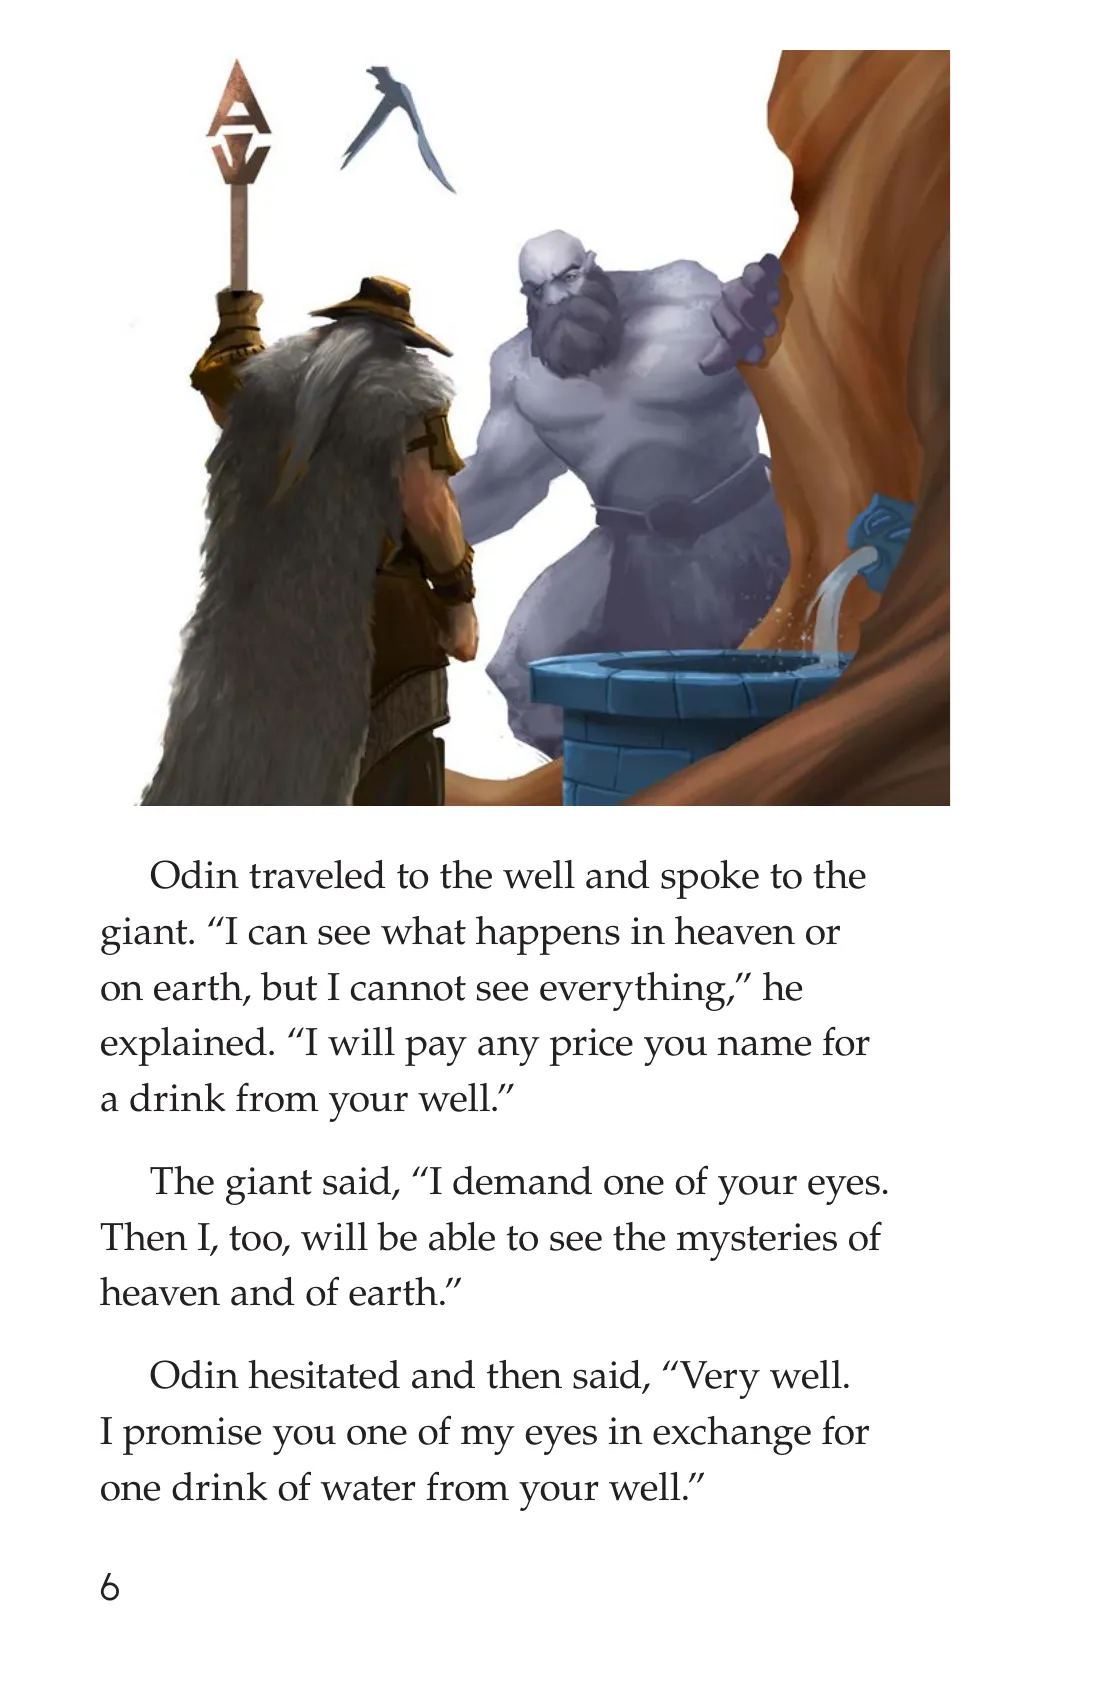 Odin traveled to the well and spoke to the
giant. “I can see what happens in heaven or
on earth, but I cannot see everything,” he
explained. “I will pay any price you name for
a drink from your well.”
The giant said, “I demand one of your eyes.
Then I, too, will be able to see the mysteries of
heaven and of earth.”
Odin hesitated and then said, “Very well.
I promise you one of my eyes in exchange for
one drink of water from your well.”
6